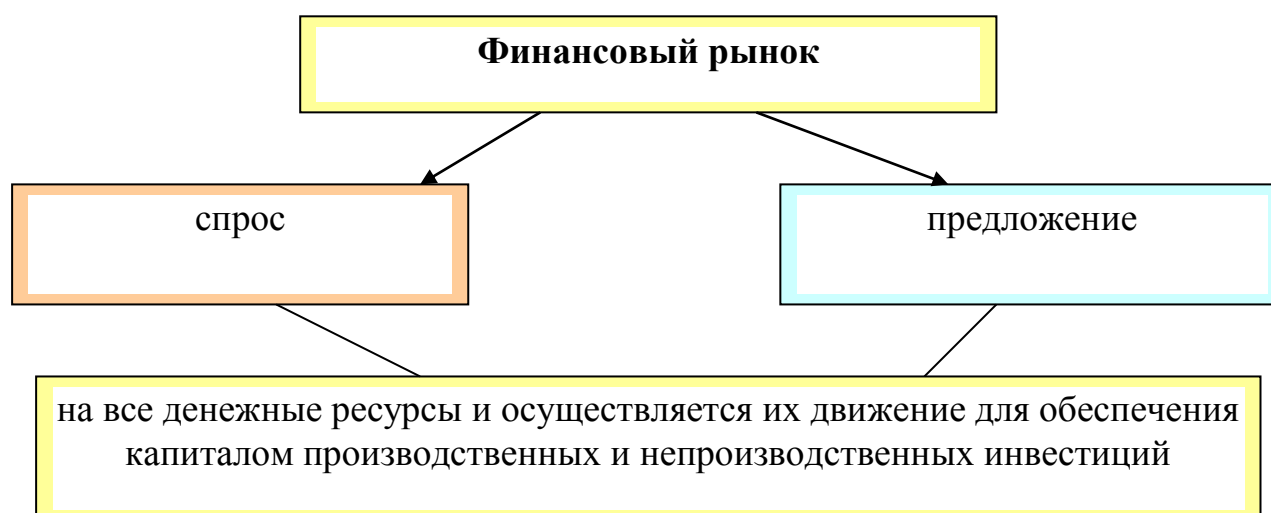 Финансовый рынок
спрос
предложение
на все денежные ресурсы и осуществляется их движение для обеспечения
капиталом производственных и непроизводственных инвестиций